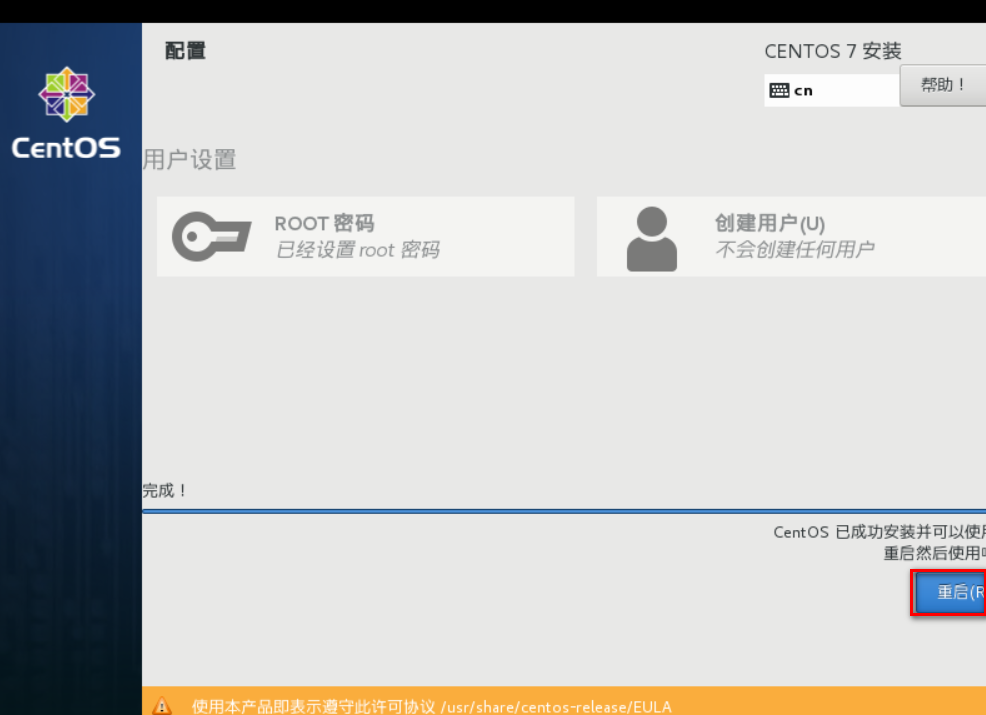 配置
CENTOS 7 安装
cn
帮助！
CentOS
用户设置
ROOT 密码
已经设置 root 密码
创建用户(U)
不会创建任何用户
完成！
CentOS 已成功安装并可以使
重启然后使用
重启(R
使用本产品即表示遵守此许可协议 /usr/share/centos-release/EULA